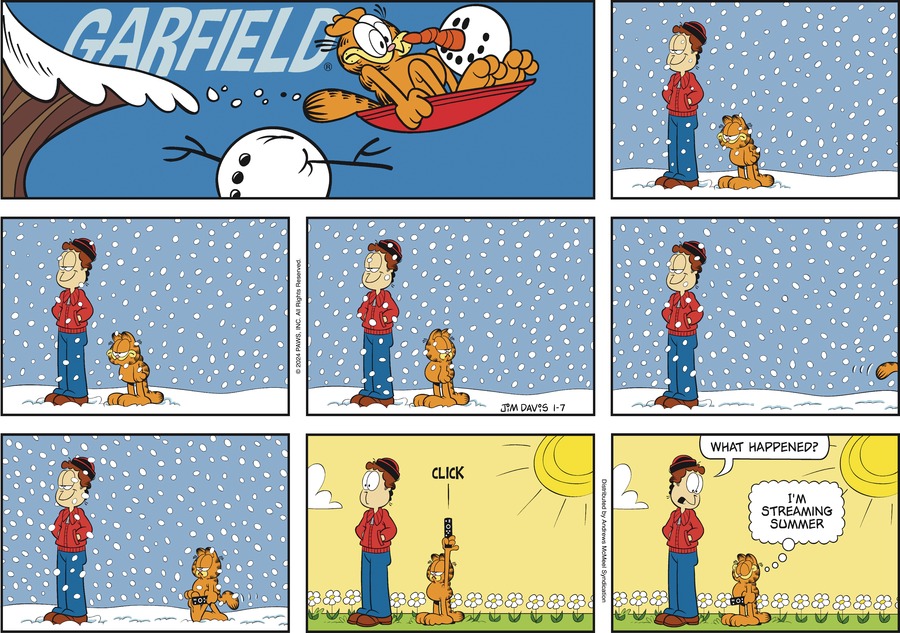 GARFIELD®
© 2024 PAWS, INC. All Rights Reserved.
JIM DAVIS 1-7
CLICK
Distributed by Andrews McMeel Syndication
WHAT HAPPENED?
I'M
STREAMING
SUMMER